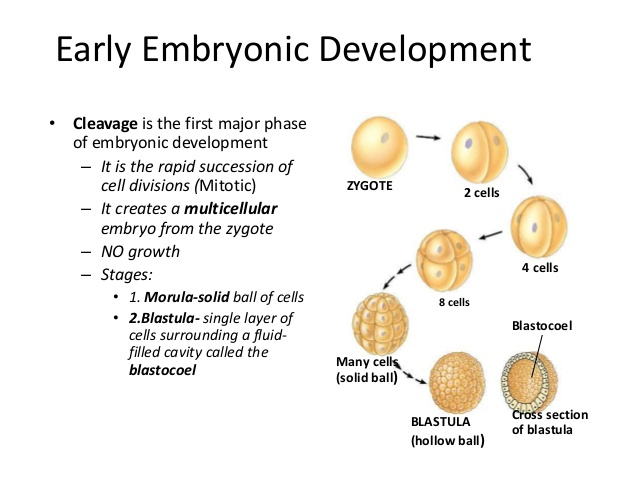 Early Embryonic Development
• Cleavage is the first major phase
of embryonic development
– It is the rapid succession of
cell divisions (Mitotic)
– It creates a multicellular
embryo from the zygote
– NO growth
– Stages:
• 1. Morula-solid ball of cells
• 2.Blastula- single layer of
cells surrounding a fluid-
filled cavity called the
blastocoel
ZYGOTE
2 cells
4 cells
8 cells
Many cells
(solid ball)
BLASTULA
(hollow ball)
Blastocoel
Cross section
of blastula